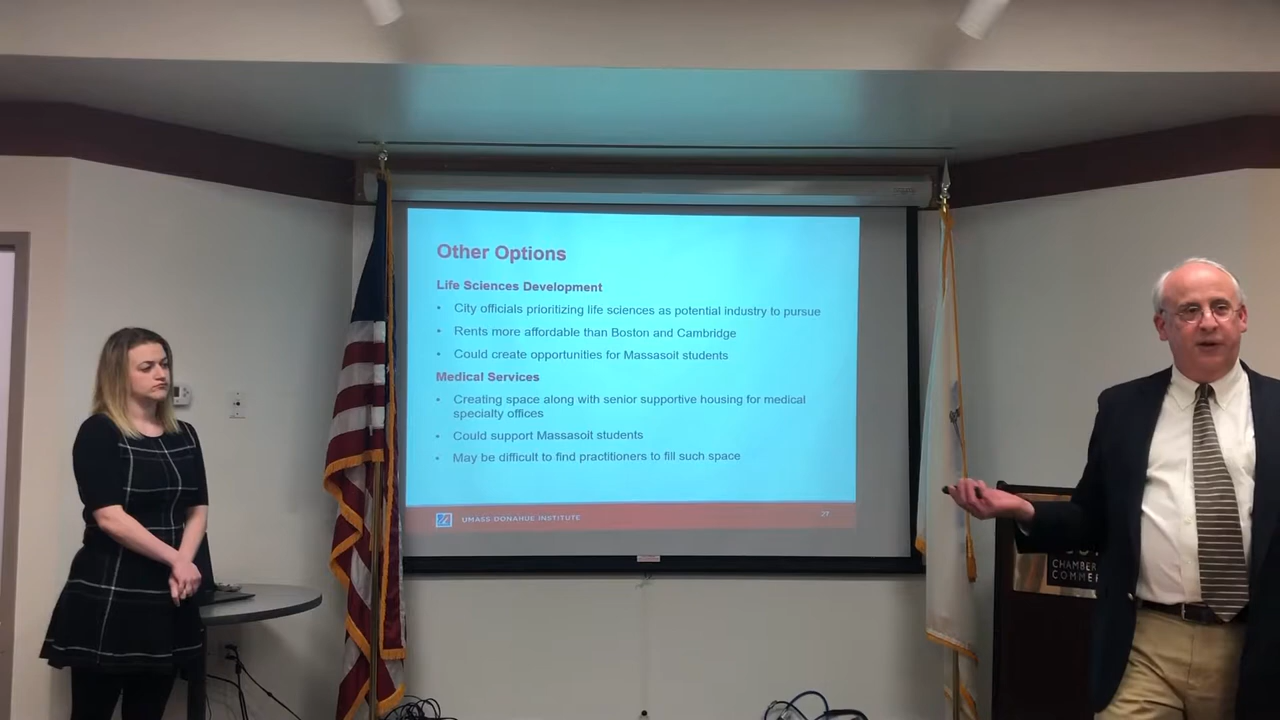 Other Options
Life Sciences Development
• City officials prioritizing life sciences as potential industry to pursue
• Rents more affordable than Boston and Cambridge
• Could create opportunities for Massasoit students
Medical Services
• Creating space along with senior supportive housing for medical
specialty offices
• Could support Massasoit students
• May be difficult to find practitioners to fill such space
UMASS DONAHUE INSTITUTE
27
CHAMBER
COMMER